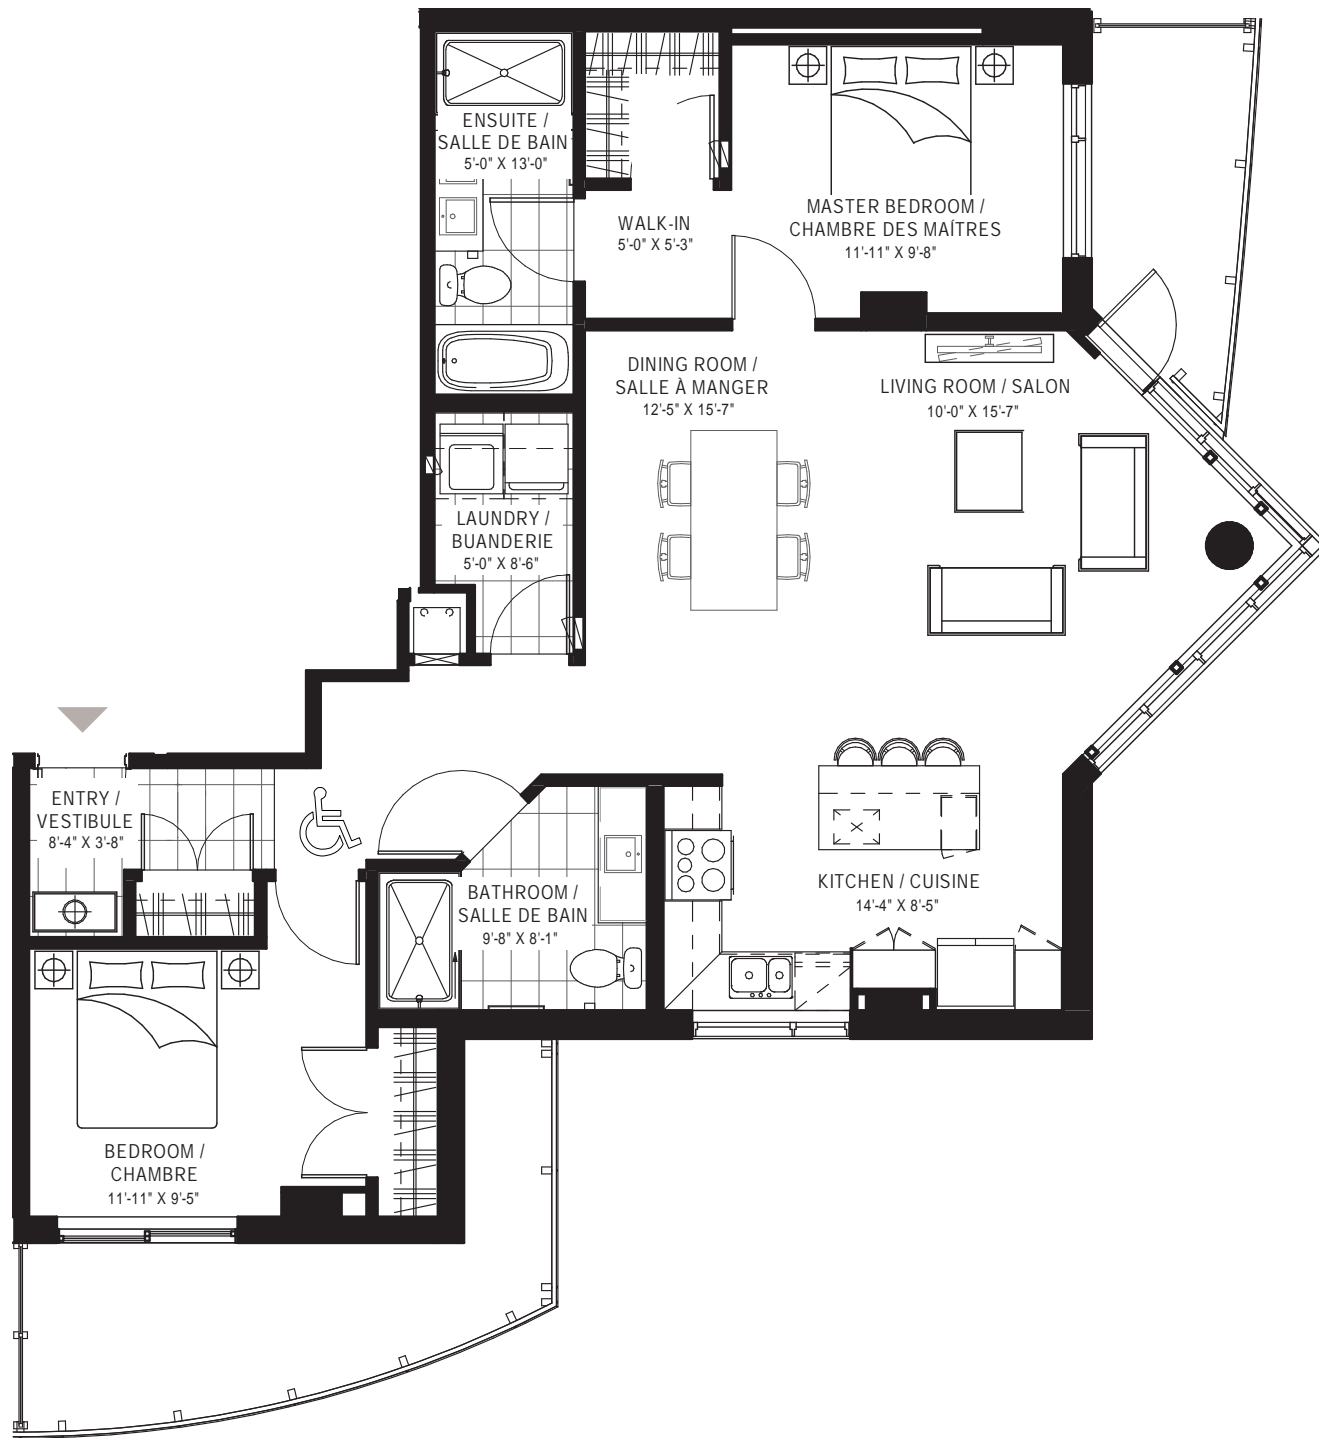 ENSUITE /
SALLE DE BAIN
5'-0" X 13'-0"
WALK-IN
5'-0" X 5'-3"
MASTER BEDROOM /
CHAMBRE DES MAÍTRES
11'-11" X 9'-8"
DINING ROOM /
SALLE À MANGER
12'-5" X 15'-7"
LIVING ROOM / SALON
10'-0" X 15'-7"
LAUNDRY /
BUANDERIE
5'-0" X 8'-6"
ENTRY /
VESTIBULE
8'-4" X 3'-8"
BATHROOM /
SALLE DE BAIN
9'-8" X 8'-1"
KITCHEN / CUISINE
14'-4" X 8'-5"
BEDROOM /
CHAMBRE
11'-11" X 9'-5"